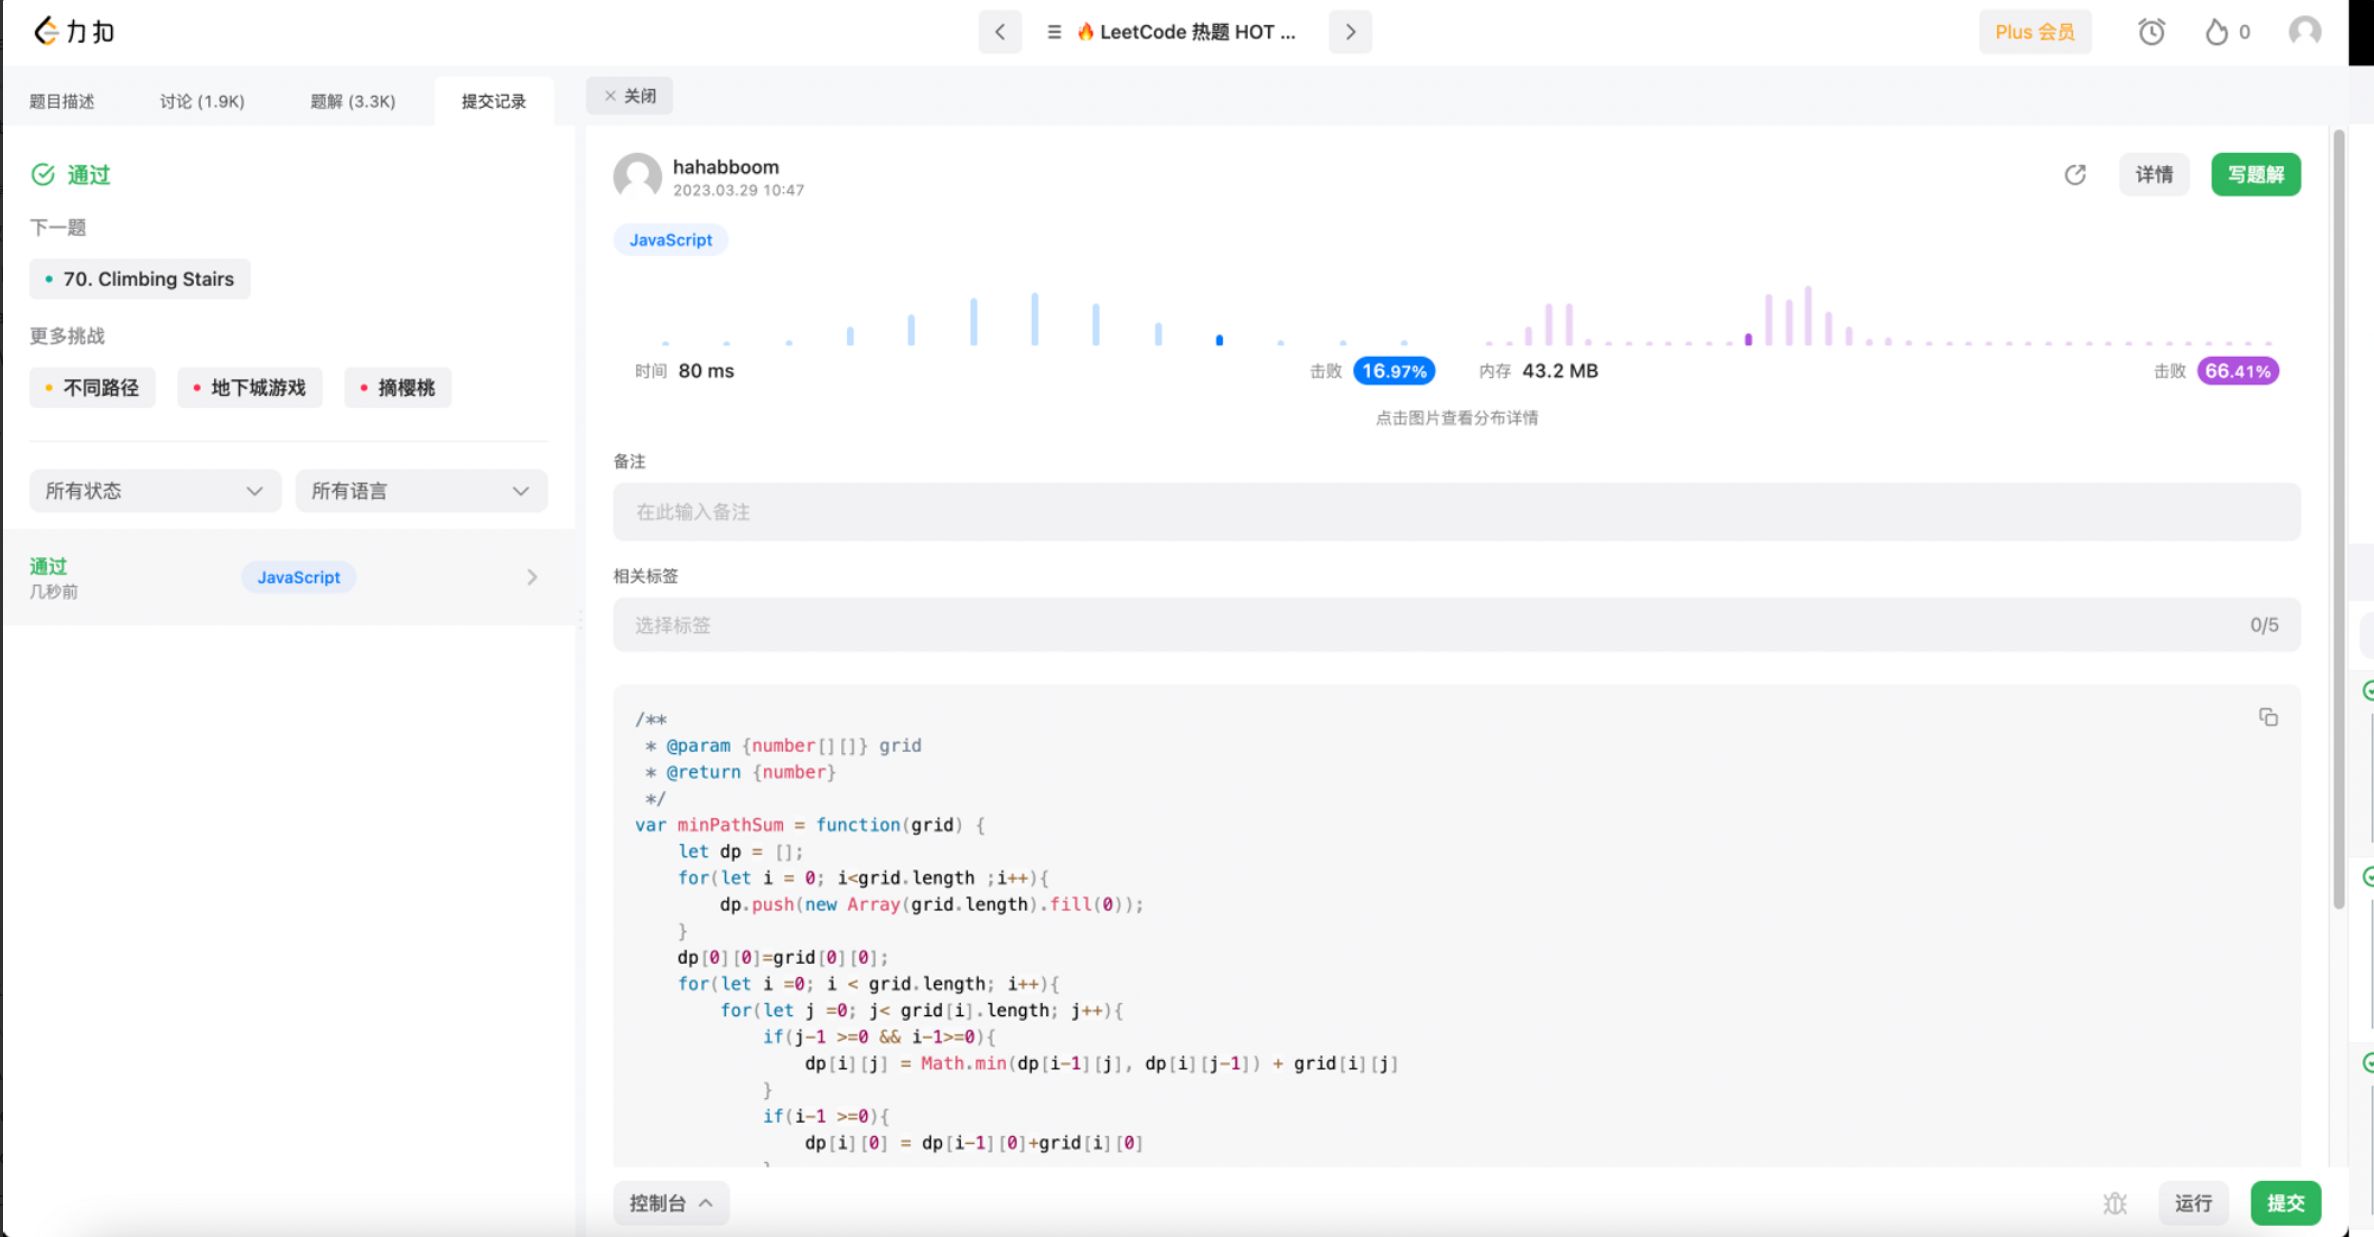 力扣
🔥 LeetCode 热题 HOT ...
Plus 会员
0
题目描述
讨论 (1.9K)
题解 (3.3K)
提交记录
× 关闭
通过
下一题
70. Climbing Stairs
更多挑战
不同路径
地下城游戏
摘樱桃
所有状态
所有语言
通过
几秒前
JavaScript
hahabboom
2023.03.29 10:47
详情
写题解
JavaScript
时间 80 ms
击败 16.97%
内存 43.2 MB
击败 66.41%
点击图片查看分布详情
备注
在此输入备注
相关标签
选择标签
0/5
/**
 * @param {number[][]} grid
 * @return {number}
 */
var minPathSum = function(grid) {
    let dp = [];
    for(let i = 0; i<grid.length ;i++){
        dp.push(new Array(grid.length).fill(0));
    }
    dp[0][0]=grid[0][0];
    for(let i =0; i < grid.length; i++){
        for(let j =0; j< grid[i].length; j++){
            if(j-1 >=0 && i-1>=0){
                dp[i][j] = Math.min(dp[i-1][j], dp[i][j-1]) + grid[i][j]
            }
            if(i-1 >=0){
                dp[i][0] = dp[i-1][0]+grid[i][0]
控制台
运行
提交